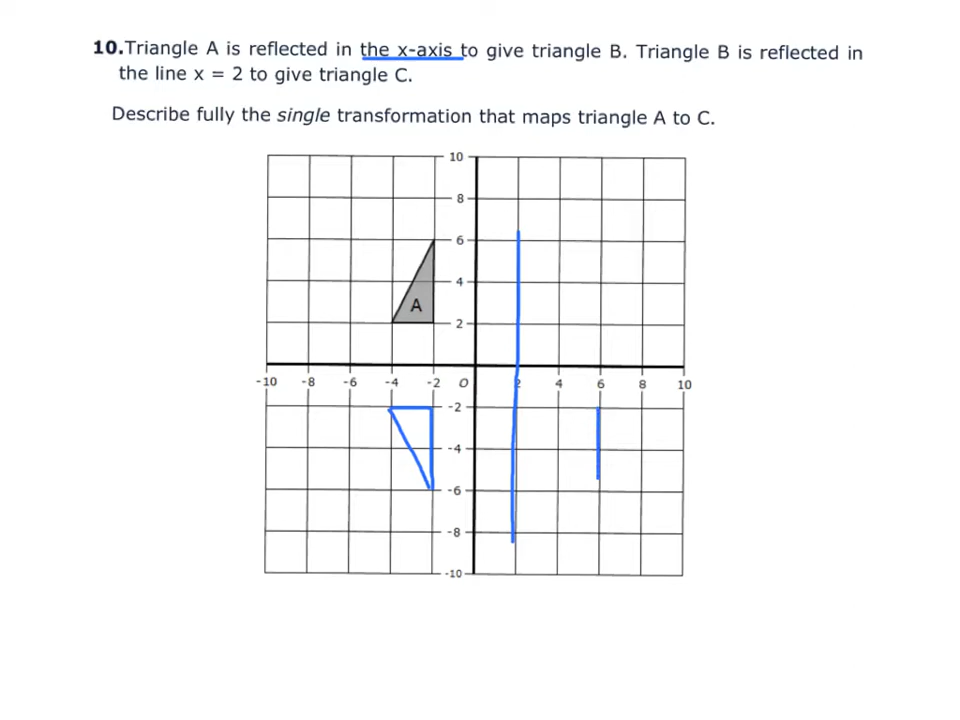 10.Triangle A is reflected in the x-axis to give triangle B. Triangle B is reflected in
the line x = 2 to give triangle C.
Describe fully the single transformation that maps triangle A to C.
10
8
6
4
A
2
-10 -8 -6 -4 -2 O 2 4 6 8 10
-2
-4
-6
-8
-10